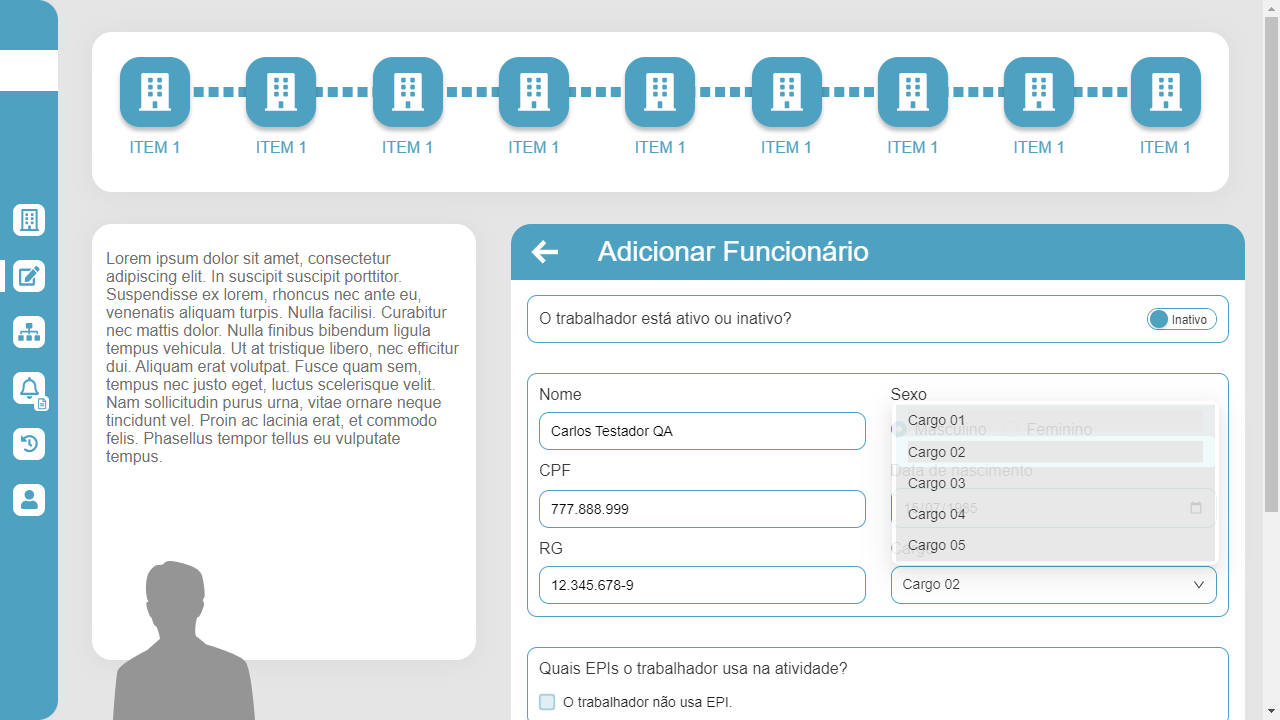 ITEM 1
ITEM 1
ITEM 1
ITEM 1
ITEM 1
ITEM 1
ITEM 1
ITEM 1
ITEM 1
Lorem ipsum dolor sit amet, consectetur
adipiscing elit. In suscipit suscipit porttitor.
Suspendisse ex lorem, rhoncus nec ante eu,
venenatis aliquam turpis. Nulla facilisi. Curabitur
nec mattis dolor. Nulla finibus bibendum ligula
tempus vehicula. Ut at tristique libero, nec efficitur
dui. Aliquam erat volutpat. Fusce quam sem,
tempus nec justo eget, luctus scelerisque velit.
Nam sollicitudin purus urna, vitae ornare neque
tincidunt vel. Proin ac lacinia erat, et commodo
felis. Phasellus tempor tellus eu vulputate
tempus.
Adicionar Funcionário
O trabalhador está ativo ou inativo?
Inativo
Nome
Carlos Testador QA
CPF
777.888.999
RG
12.345.678-9
Sexo
Masculino
Feminino
Data de nascimento
Cargo 01
Cargo 02
Cargo 03
Cargo 04
Cargo 05
Cargo 02
Quais EPIs o trabalhador usa na atividade?
O trabalhador não usa EPI.